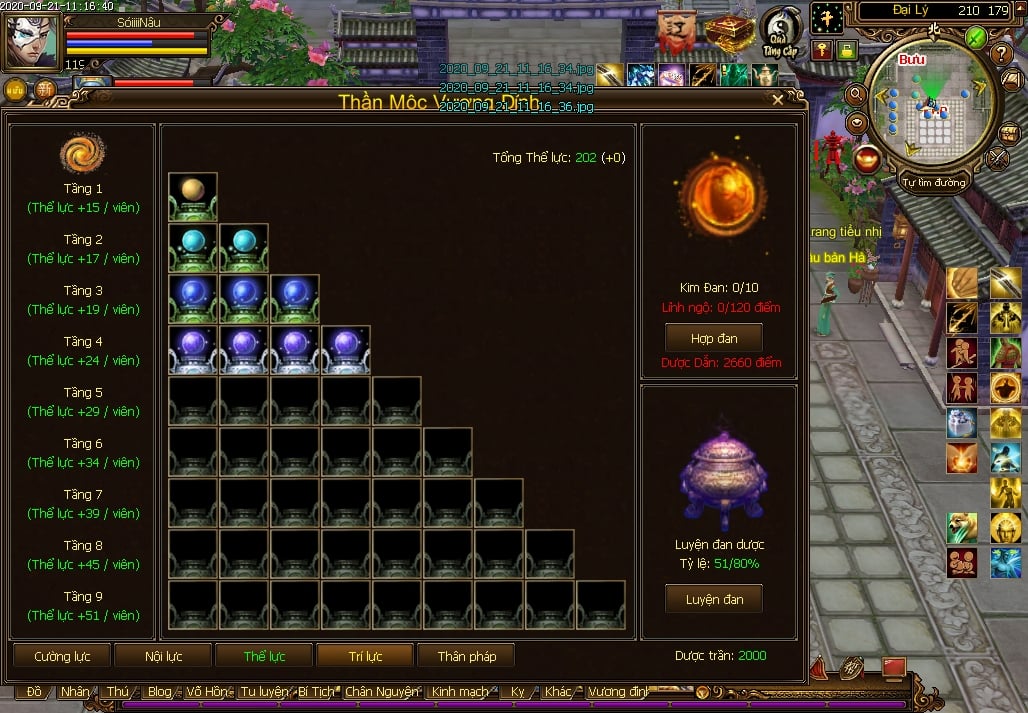 2020-09-21-11:16:40
SóiiiiNâu
119
Quà
Tăng Cấp
Đại Lý 210 179
北
Bưu
Tự tìm đường
2020_09_21_11_16_34.jpg
2020_09_21_11_16_34.jpg
2020_09_21_11_16_36.jpg
Thần Mộc Vương Đỉnh
Tổng Thể lực: 202 (+0)
Tầng 1
(Thể lực +15 / viên)
Tầng 2
(Thể lực +17 / viên)
Tầng 3
(Thể lực +19 / viên)
Tầng 4
(Thể lực +24 / viên)
Tầng 5
(Thể lực +29 / viên)
Tầng 6
(Thể lực +34 / viên)
Tầng 7
(Thể lực +39 / viên)
Tầng 8
(Thể lực +45 / viên)
Tầng 9
(Thể lực +51 / viên)
Kim Đan: 0/10
Lĩnh ngộ: 0/120 điểm
Hợp đan
Dược Dẫn: 2660 điểm
Luyện đan dược
Tỷ lệ: 51/80%
Luyện đan
rang tiểu nhị
âu bán Hà
Cường lực Nội lực Thể lực Trí lực Thân pháp
Dược trần: 2000
Đồ Nhân Thú Blog Võ Hồn Tu luyện Bí Tịch Chân Nguyên Kinh mạch Kỵ Khác Vương đỉnh